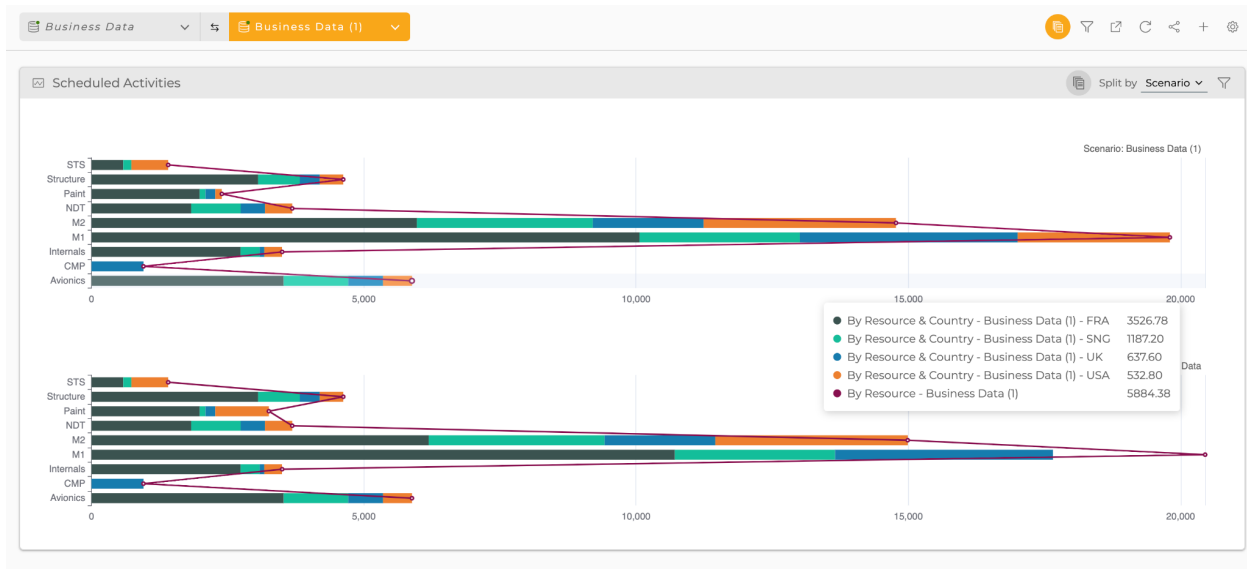 Business Data
Business Data (1)
Scheduled Activities
Split by Scenario
Scenario: Business Data (1)
STS
Structure
Paint
NDT
M2
M1
Internals
CMP
Avionics
0 5,000 10,000 15,000 20,000
By Resource & Country - Business Data (1) - FRA 3526.78
By Resource & Country - Business Data (1) - SNG 1187.20
By Resource & Country - Business Data (1) - UK 637.60
By Resource & Country - Business Data (1) - USA 532.80
By Resource - Business Data (1) 5884.38
Data
STS
Structure
Paint
NDT
M2
M1
Internals
CMP
Avionics
0 5,000 10,000 15,000 20,000